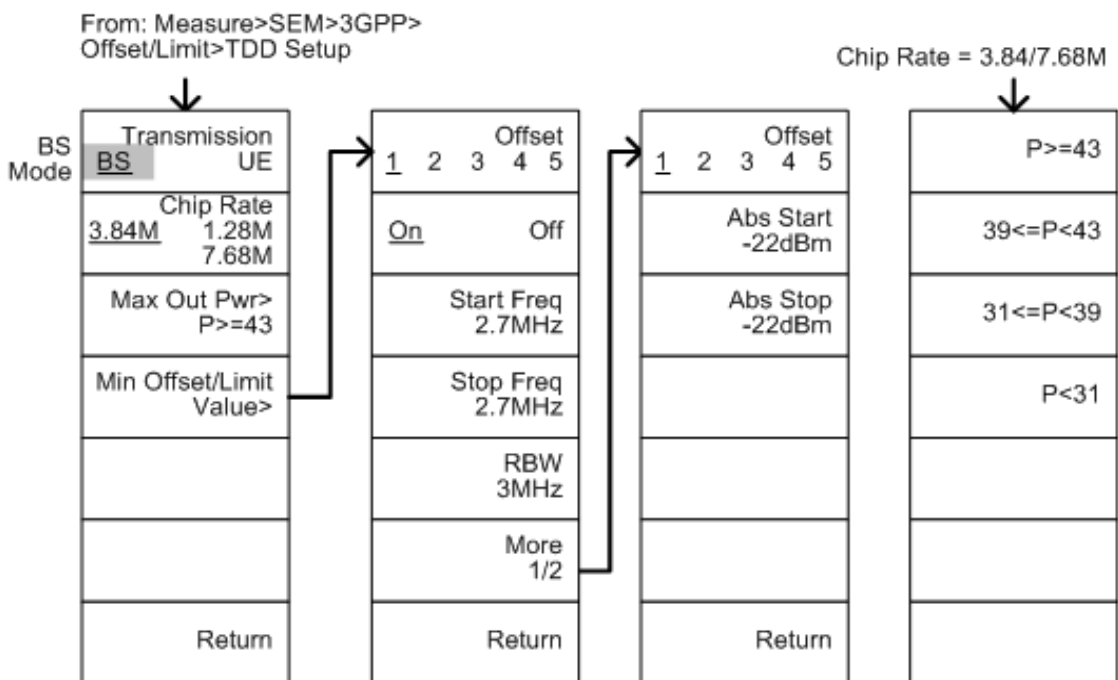 From: Measure>SEM>3GPP>
Offset/Limit>TDD Setup
Chip Rate = 3.84/7.68M
BS
Mode
Transmission
BS UE
Chip Rate
3.84M 1.28M
7.68M
Max Out Pwr>
P>=43
Min Offset/Limit
Value>
Return
Offset
1 2 3 4 5
On Off
Start Freq
2.7MHz
Stop Freq
2.7MHz
RBW
3MHz
More
1/2
Return
Offset
1 2 3 4 5
Abs Start
-22dBm
Abs Stop
-22dBm
Return
P>=43
39<=P<43
31<=P<39
P<31